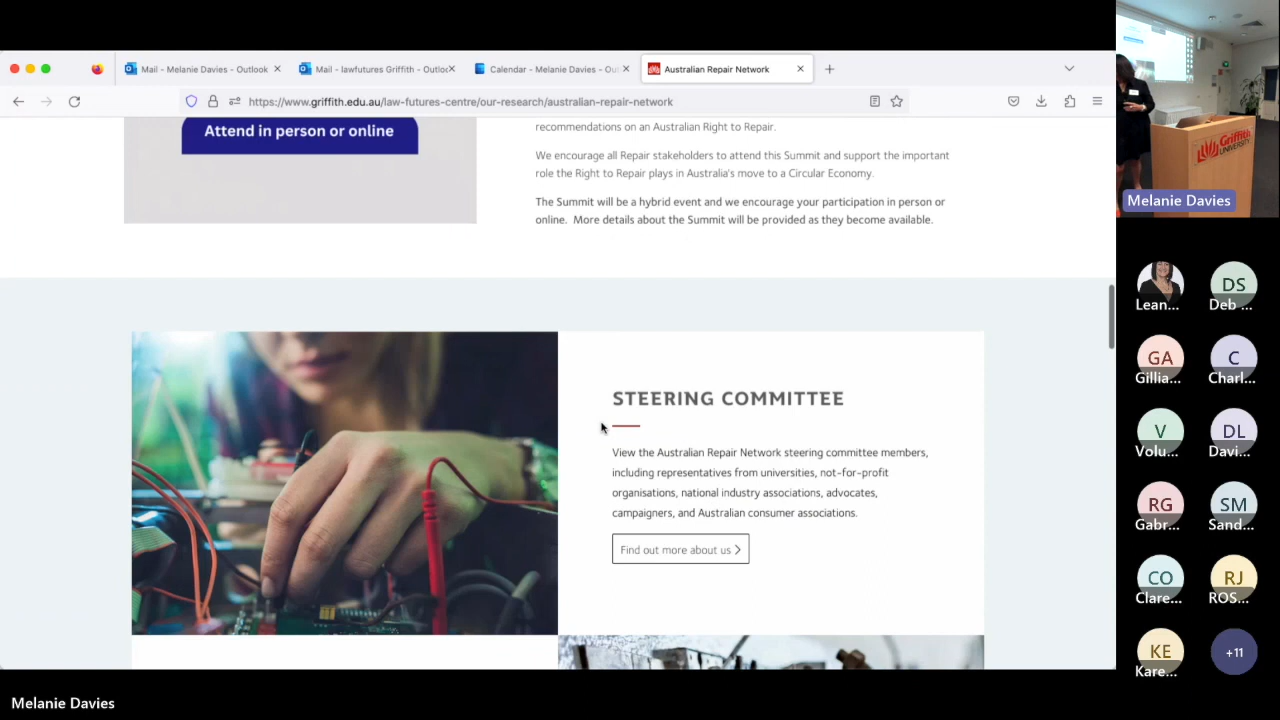 Mail - Melanie Davies - Outlook
Mail - lawfutures Griffith - Outloo
Calendar - Melanie Davies - Ou
Australian Repair Network
https://www.griffith.edu.au/law-futures-centre/our-research/australian-repair-network
Attend in person or online
recommendations on an Australian Right to Repair.
We encourage all Repair stakeholders to attend this Summit and support the important
role the Right to Repair plays in Australia's move to a Circular Economy.
The Summit will be a hybrid event and we encourage your participation in person or
online. More details about the Summit will be provided as they become available.
STEERING COMMITTEE
View the Australian Repair Network steering committee members,
including representatives from universities, not-for-profit
organisations, national industry associations, advocates,
campaigners, and Australian consumer associations.
Find out more about us
Griffith
UNIVERSITY
Melanie Davies
Lean...
DS
Deb ...
GA
Gillia...
C
Charl...
V
Volu...
DL
Davi...
RG
Gabr...
SM
Sand...
CO
Clare...
RJ
ROS...
KE
Kare...
+11
Melanie Davies